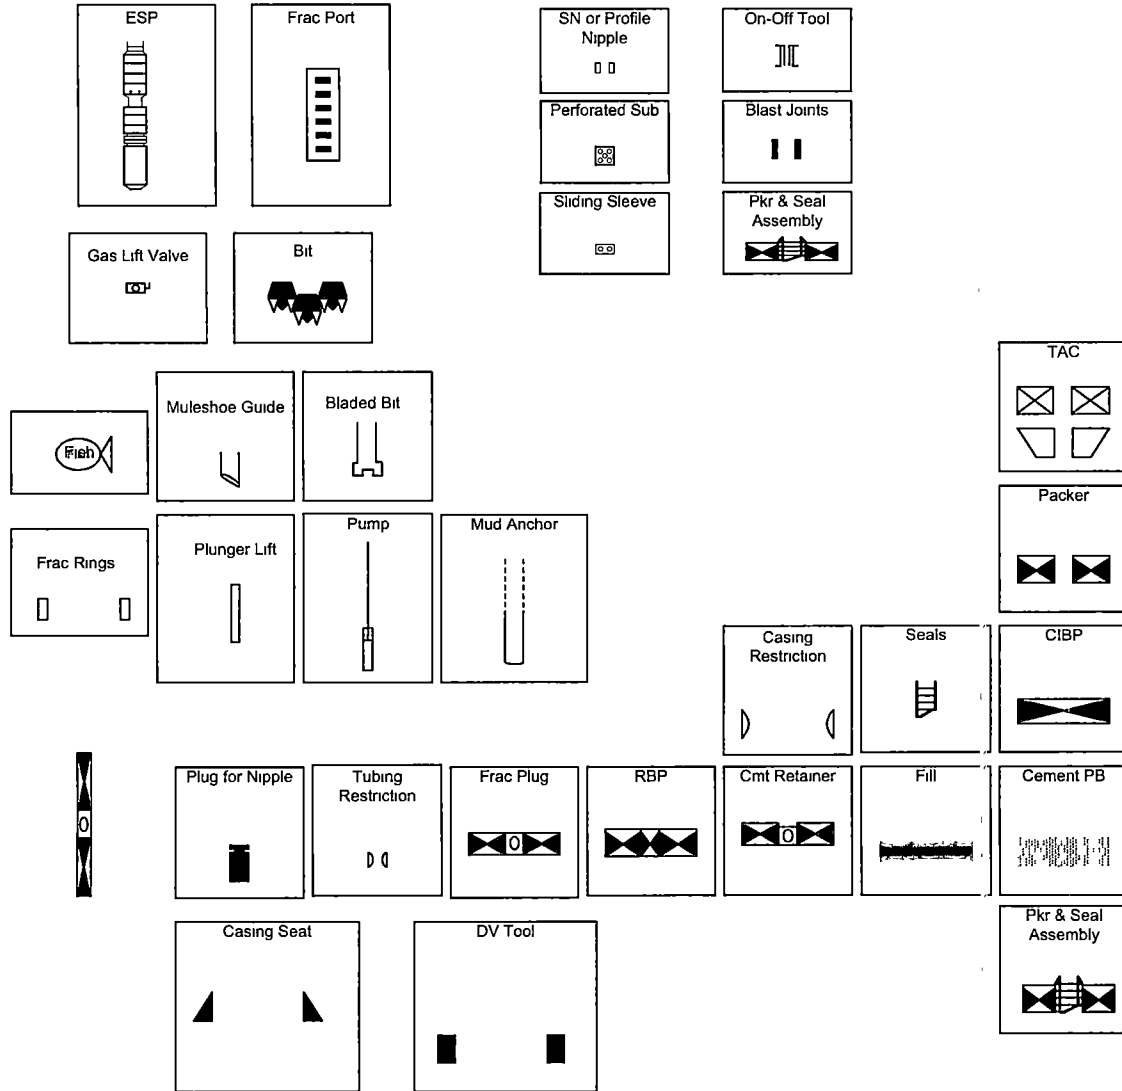 ESP
Frac Port
SN or Profile
Nipple
On-Off Tool
Perforated Sub
Blast Joints
Sliding Sleeve
Pkr & Seal
Assembly
Gas Lift Valve
Bit
TAC
Muleshoe Guide
Bladed Bit
Fish
Packer
Frac Rings
Plunger Lift
Pump
Mud Anchor
Casing
Restriction
Seals
CIBP
Plug for Nipple
Tubing
Restriction
Frac Plug
RBP
Cmt Retainer
Fill
Cement PB
Casing Seat
DV Tool
Pkr & Seal
Assembly